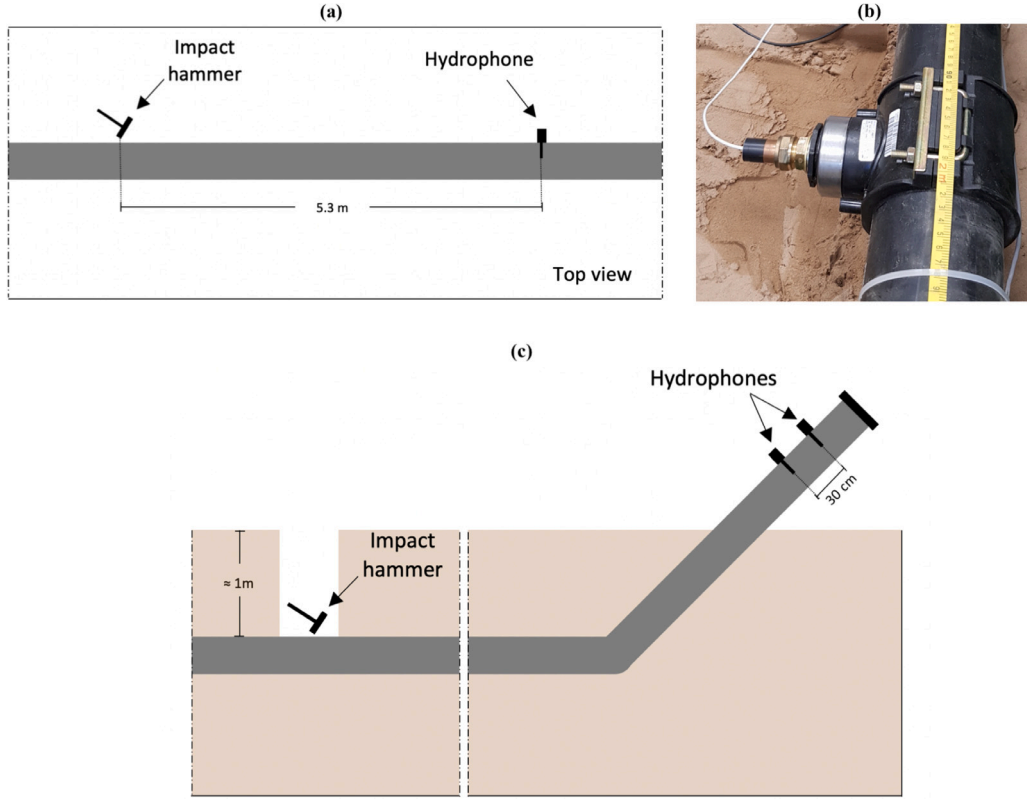 (a)
Impact
hammer
Hydrophone
5.3 m
Top view
(b)
(c)
Hydrophones
30 cm
Impact
hammer
≈ 1m